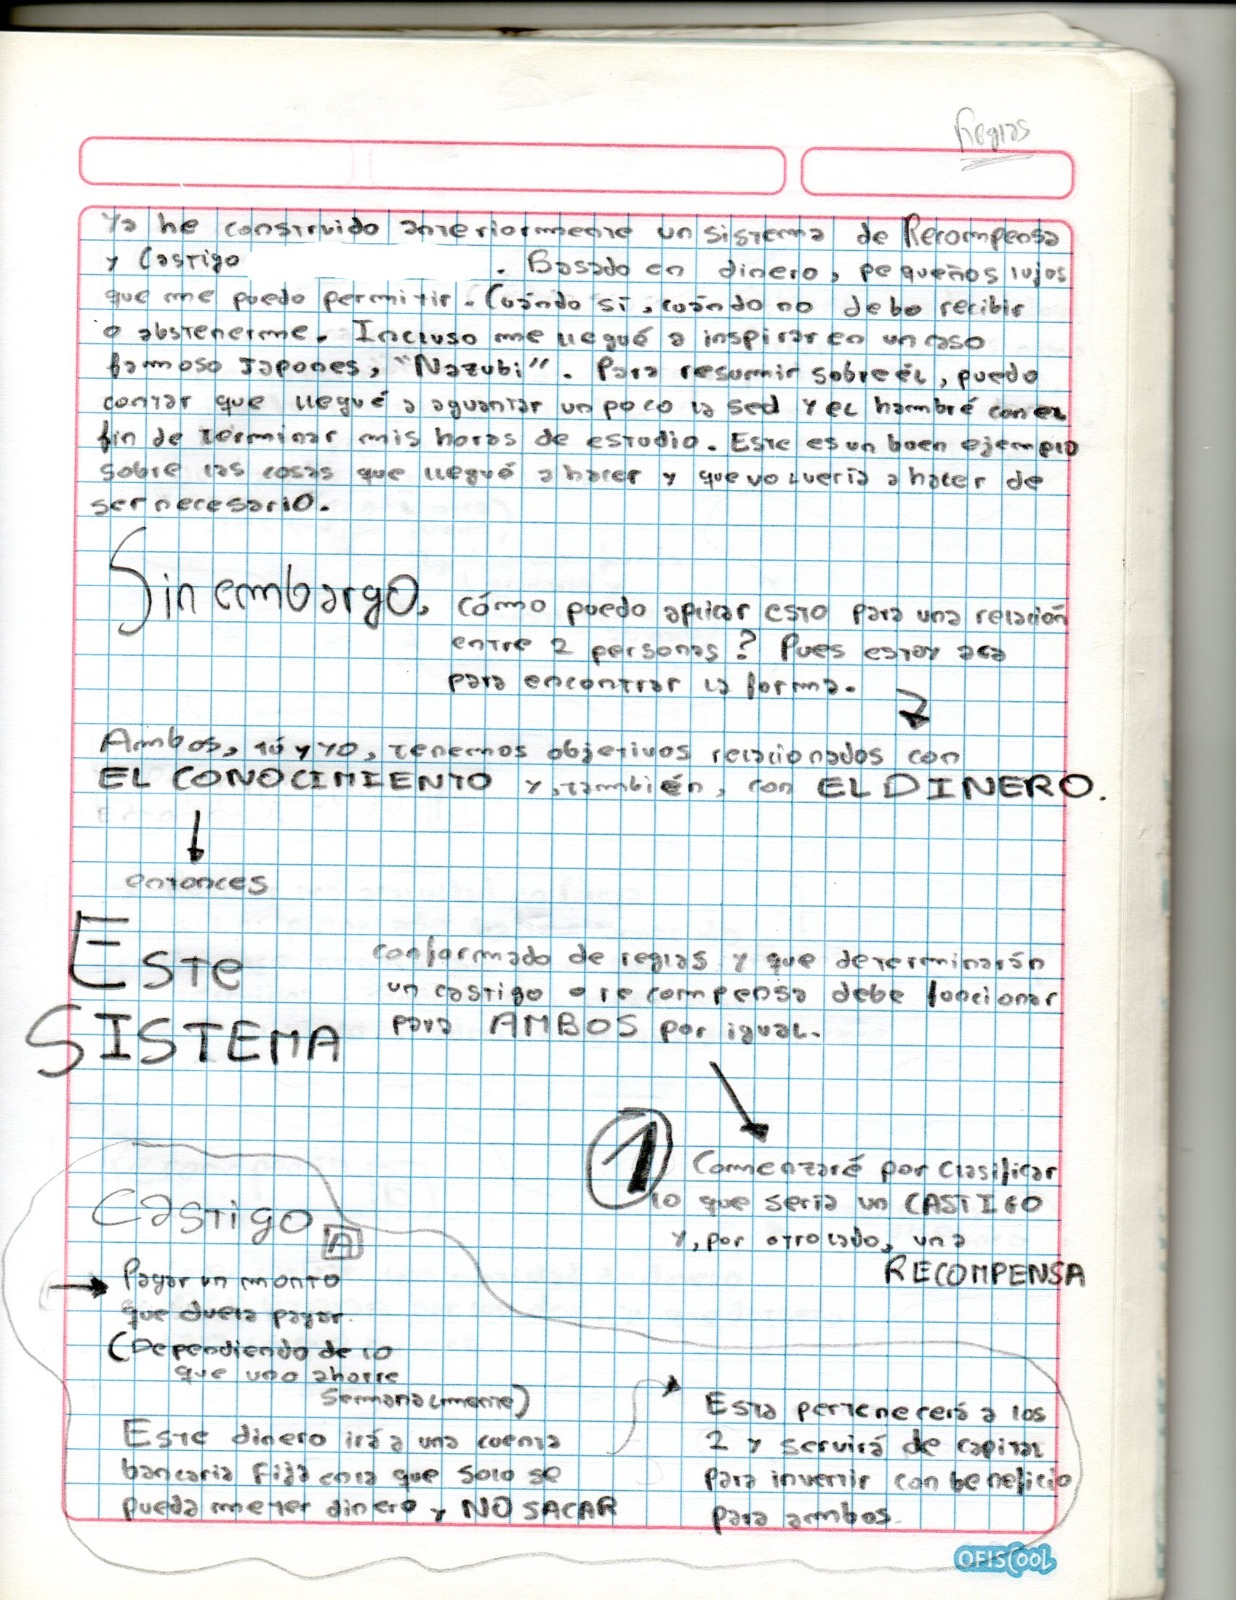 Reglas
Ya he construido anteriormente un sistema de Recompensa
y Castigo . Basado en dinero, pequeños lujos
que me puedo permitir. Cuándo sí, cuándo no debo recibir
o abstenerme. Incluso me llegué a inspirar en un caso
famoso Japones, "Nazubi". Para resumir sobre él, puedo
contar que llegué a aguantar un poco la sed y el hambré con el
fin de terminar mis horas de estudio. Este es un buen ejemplo
sobre las cosas que llegué a hacer y que volvería a hacer de
ser necesario.
Sin embargo, cómo puedo aplicar esto para una relación
entre 2 personas? Pues estoy acá
para encontrar la forma.
Ambos, tú y yo, tenemos objetivos relacionados con
EL CONOCIMIENTO y, también, con EL DINERO.
entonces
ESTE
SISTEMA
conformado de reglas y que determinarán
un castigo o recompensa debe funcionar
para AMBOS por igual.
1
Comenzaré por clasificar
lo que sería un CASTIGO
y, por otro lado, una
RECOMPENSA
CASTIGO
Pagar un monto
que duela pagar.
(Dependiendo de lo
que uno ahorre
semanalmente)
Este dinero irá a una cuenta
bancaria fija en la que solo se
pueda meter dinero y NO SACAR
Esta pertenecerá a los
2 y servirá de capital
para invertir con beneficio
para ambos.
OFISCOOL